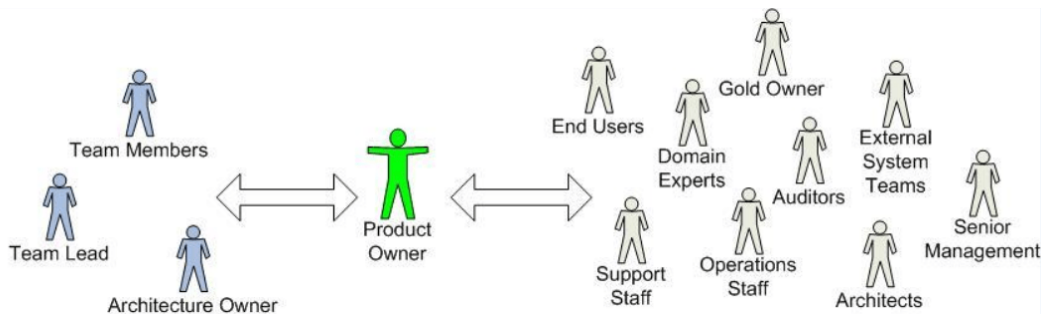 Team Members
Team Lead
Architecture Owner
Product
Owner
End Users
Gold Owner
Domain
Experts
External
System
Teams
Auditors
Senior
Management
Support
Staff
Operations
Staff
Architects